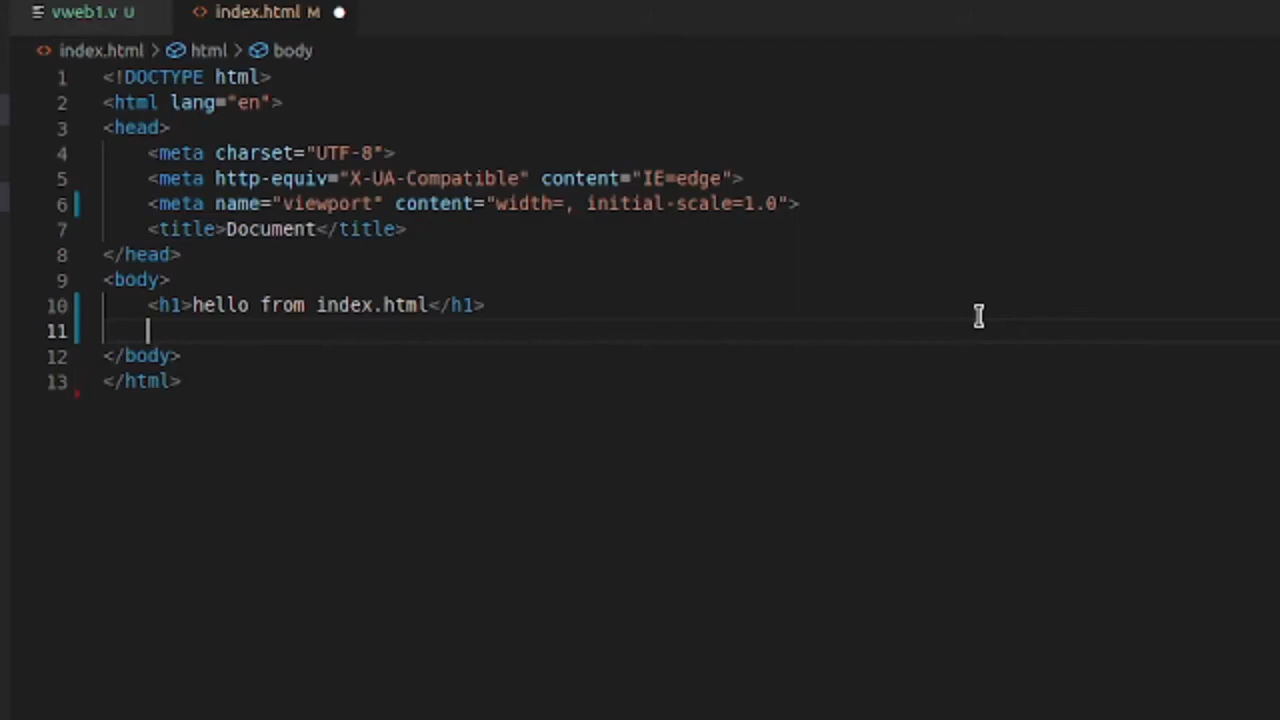 vweb1.v U index.html M
index.html > html > body
1 <!DOCTYPE html>
2 <html lang="en">
3 <head>
4 <meta charset="UTF-8">
5 <meta http-equiv="X-UA-Compatible" content="IE=edge">
6 <meta name="viewport" content="width=, initial-scale=1.0">
7 <title>Document</title>
8 </head>
9 <body>
10 <h1>hello from index.html</h1>
11
12 </body>
13 </html>